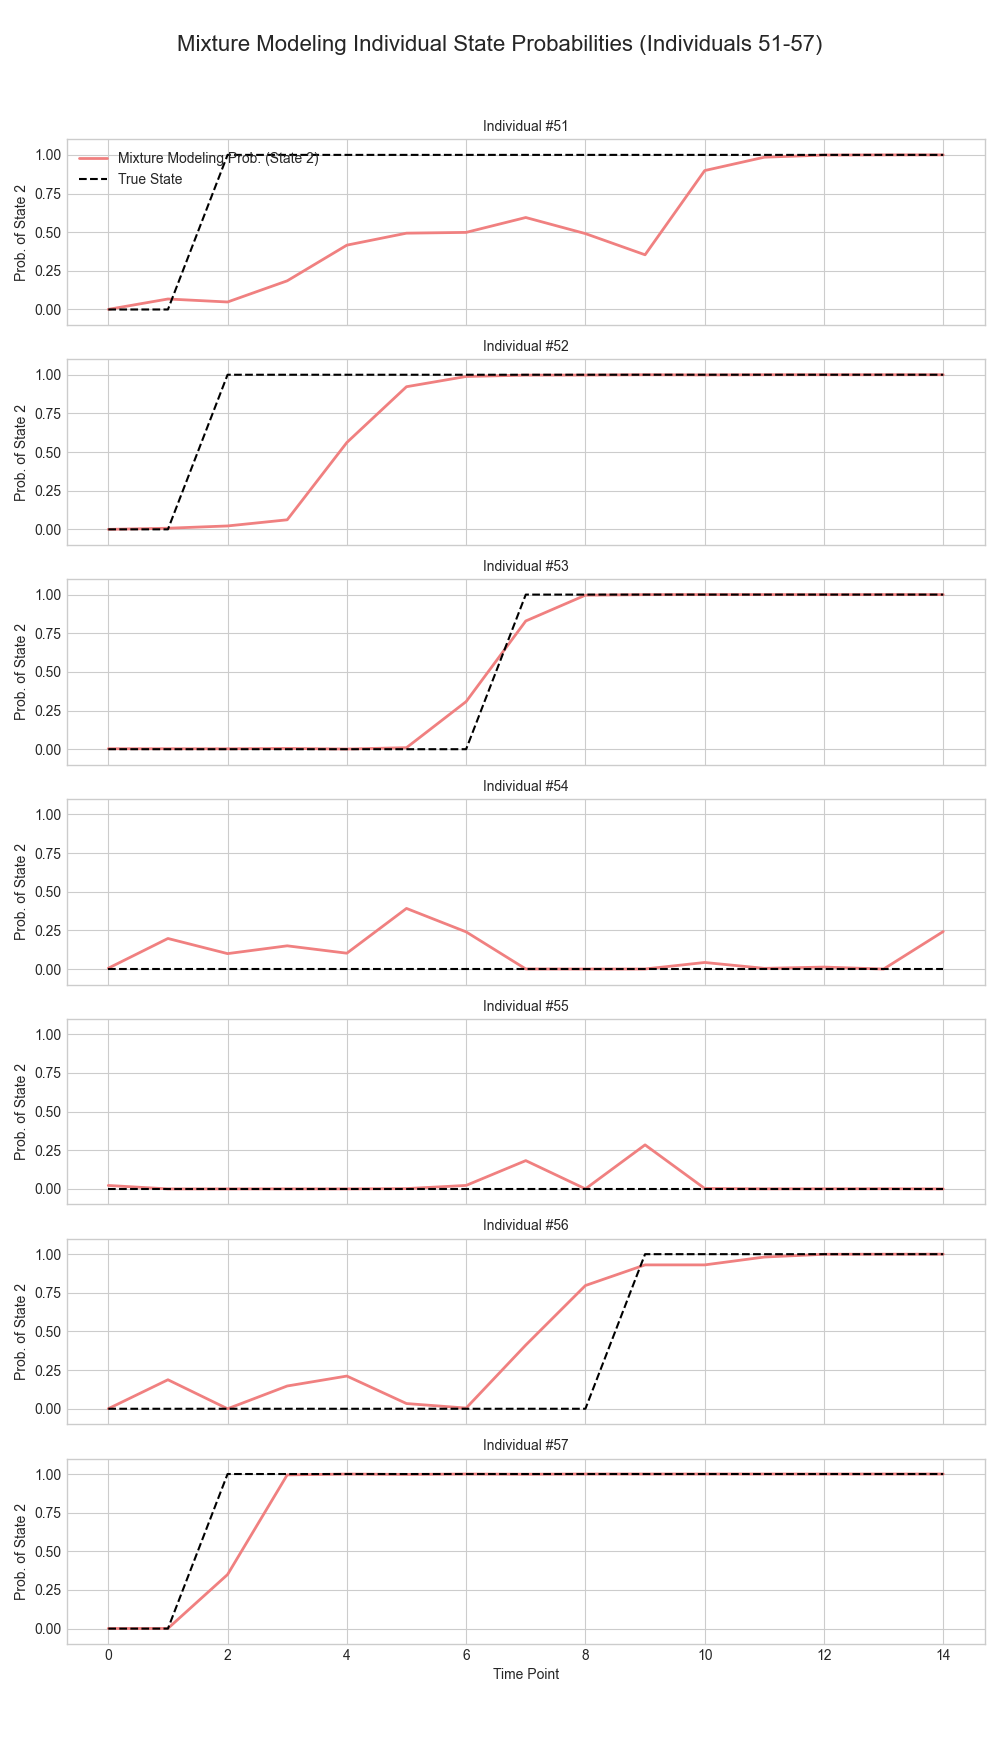 Mixture Modeling Individual State Probabilities (Individuals 51-57)
Individual #51
Mixture Modeling Prob. (State 2)
True State
Prob. of State 2
1.00
0.75
0.50
0.25
0.00
Individual #52
Prob. of State 2
1.00
0.75
0.50
0.25
0.00
Individual #53
Prob. of State 2
1.00
0.75
0.50
0.25
0.00
Individual #54
Prob. of State 2
1.00
0.75
0.50
0.25
0.00
Individual #55
Prob. of State 2
1.00
0.75
0.50
0.25
0.00
Individual #56
Prob. of State 2
1.00
0.75
0.50
0.25
0.00
Individual #57
Prob. of State 2
1.00
0.75
0.50
0.25
0.00
0 2 4 6 8 10 12 14
Time Point